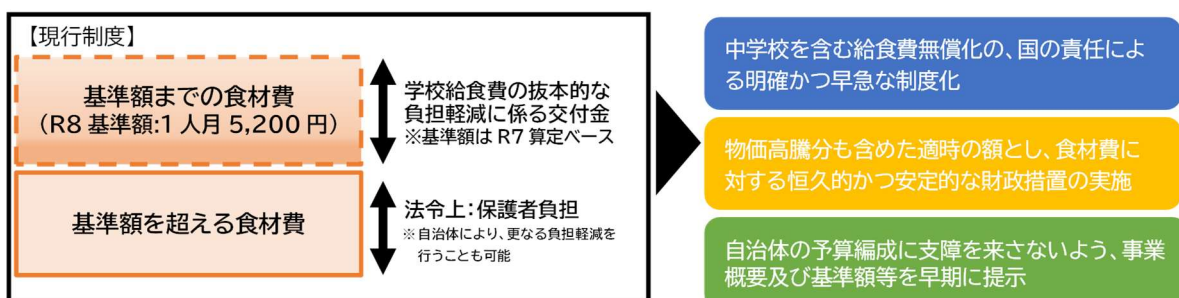 【現行制度】
基準額までの食材費
（R8 基準額:1 人月 5,200 円）
学校給食費の抜本的な
負担軽減に係る交付金
※基準額は R7 算定ベース
基準額を超える食材費
法令上：保護者負担
※自治体により、更なる負担軽減を
行うことも可能
中学校を含む給食費無償化の、国の責任によ
る明確かつ早急な制度化
物価高騰分も含めた適時の額とし、食材費に
対する恒久的かつ安定的な財政措置の実施
自治体の予算編成に支障を来さないよう、事業
概要及び基準額等を早期に提示